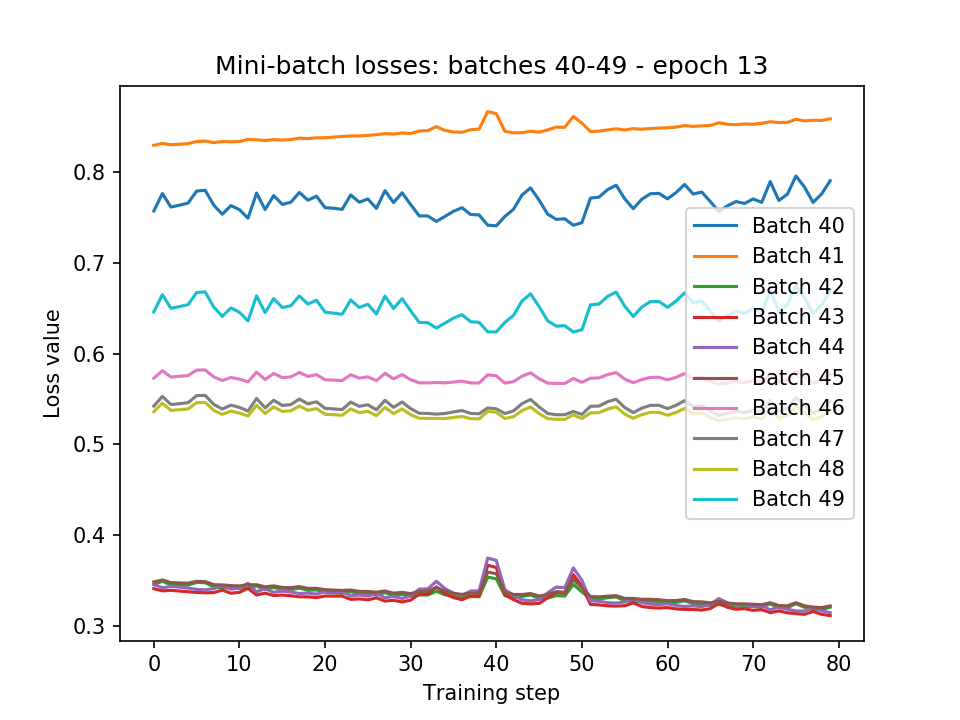 Mini-batch losses: batches 40-49 - epoch 13
Loss value
0.8
0.7
0.6
0.5
0.4
0.3
Batch 40
Batch 41
Batch 42
Batch 43
Batch 44
Batch 45
Batch 46
Batch 47
Batch 48
Batch 49
0 10 20 30 40 50 60 70 80
Training step